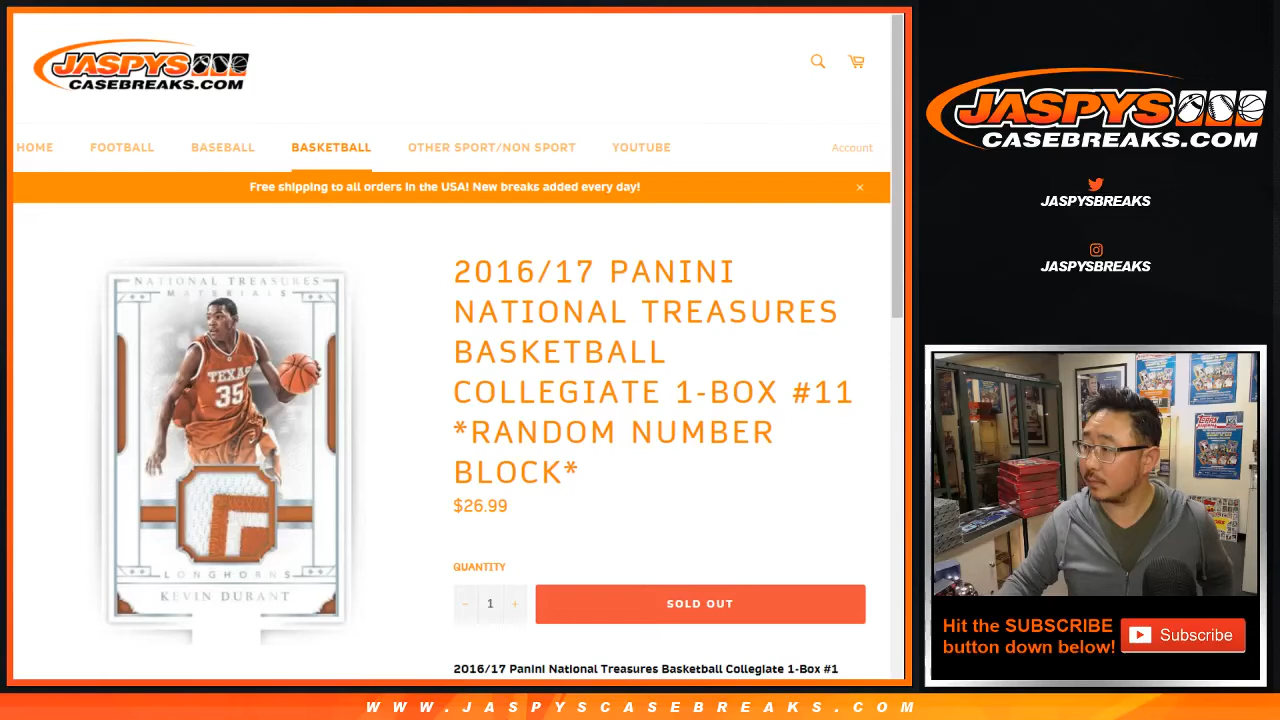 JASPYS
CASEBREAKS.COM
HOME
FOOTBALL
BASEBALL
BASKETBALL
OTHER SPORT/NON SPORT
YOUTUBE
Account
Free shipping to all orders in the USA! New breaks added every day!
×
NATIONAL TREASURES
MATERIALS
TEXAS
35
LONGHORNS
KEVIN DURANT
2016/17 PANINI
NATIONAL TREASURES
BASKETBALL
COLLEGIATE 1-BOX #11
*RANDOM NUMBER
BLOCK*
$26.99
QUANTITY
- 1 +
SOLD OUT
2016/17 Panini National Treasures Basketball Collegiate 1-Box #1
JASPYS
CASEBREAKS.COM
JASPYSBREAKS
JASPYSBREAKS
Hit the SUBSCRIBE
button down below!
Subscribe
WWW.JASPYSCASEBREAKS.COM